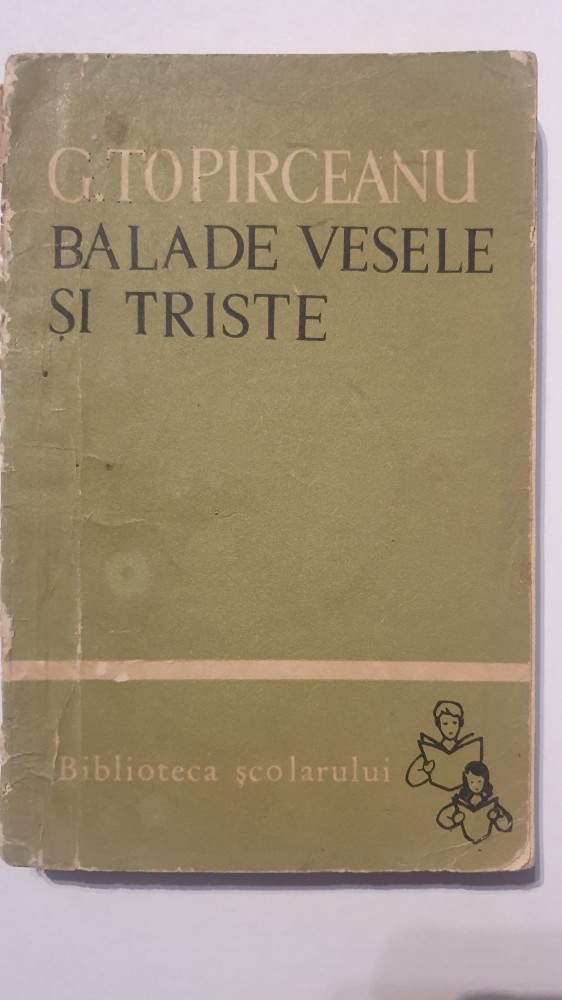 G. TOPÎRCEANU
BALADE VESELE
ȘI TRISTE
Biblioteca școlarului